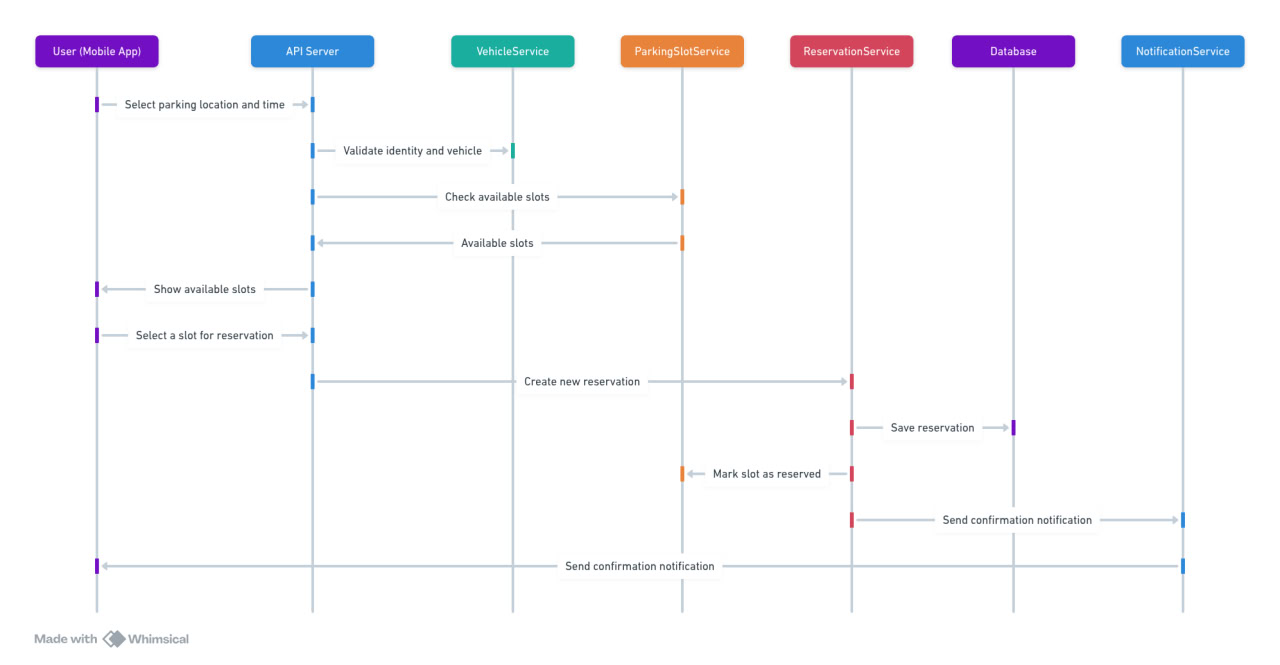 User (Mobile App)
API Server
VehicleService
ParkingSlotService
ReservationService
Database
NotificationService
Select parking location and time
Validate identity and vehicle
Check available slots
Available slots
Show available slots
Select a slot for reservation
Create new reservation
Save reservation
Mark slot as reserved
Send confirmation notification
Send confirmation notification
Made with Whimsical